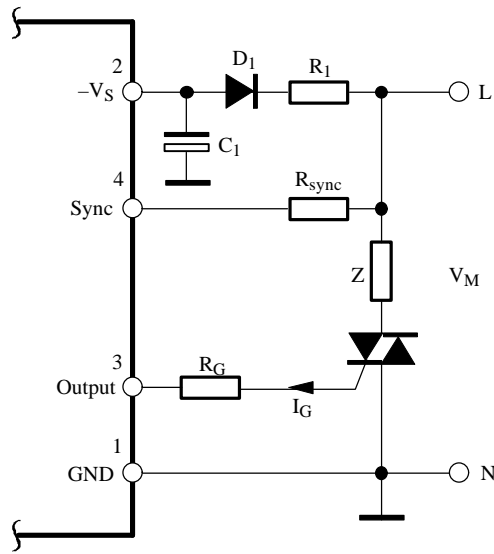 2
–V_S
D_1
R_1
L
C_1
4
Sync
R_sync
Z
V_M
3
Output
R_G
I_G
1
GND
N